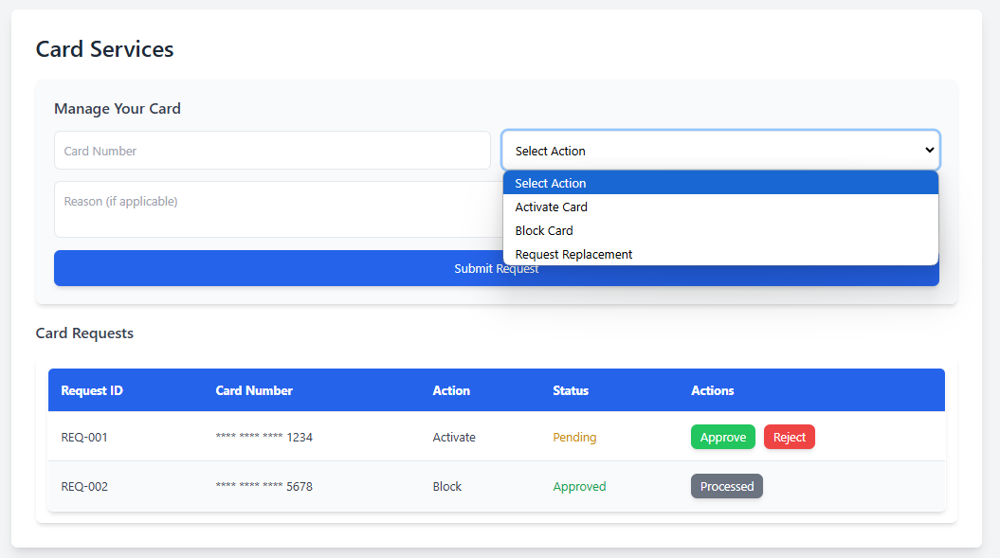 Card Services
Manage Your Card
Card Number
Select Action
Select Action
Activate Card
Block Card
Request Replacement
Reason (if applicable)
Submit Request
Card Requests
Request ID Card Number Action Status Actions
REQ-001 **** **** **** 1234 Activate Pending Approve Reject
REQ-002 **** **** **** 5678 Block Approved Processed